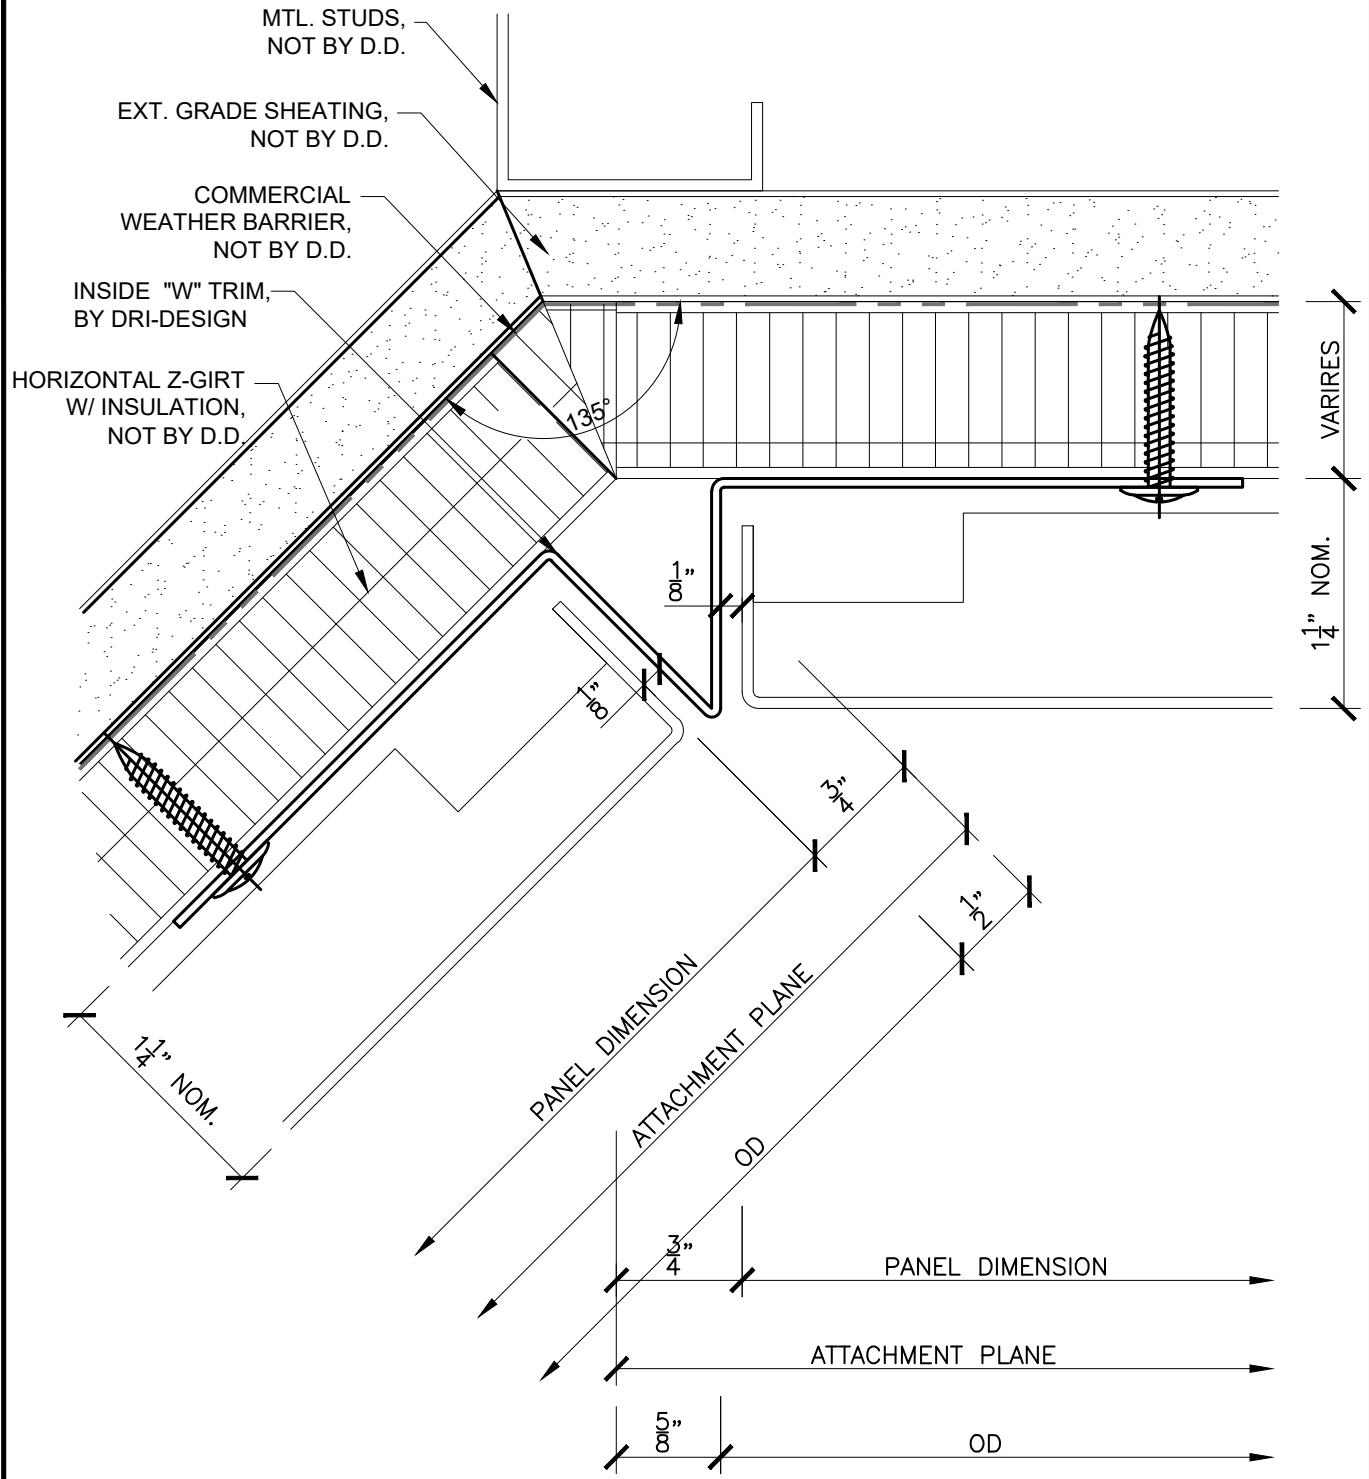 MTL. STUDS,
NOT BY D.D.
EXT. GRADE SHEATING,
NOT BY D.D.
COMMERCIAL
WEATHER BARRIER,
NOT BY D.D.
INSIDE "W" TRIM,
BY DRI-DESIGN
HORIZONTAL Z-GIRT
W/ INSULATION,
NOT BY D.D.
135°
VARIRES
1 1/4" NOM.
1/8"
1/8"
3/4"
1/2"
1 1/4" NOM.
PANEL DIMENSION
ATTACHMENT PLANE
OD
3/4"
PANEL DIMENSION
ATTACHMENT PLANE
5/8"
OD